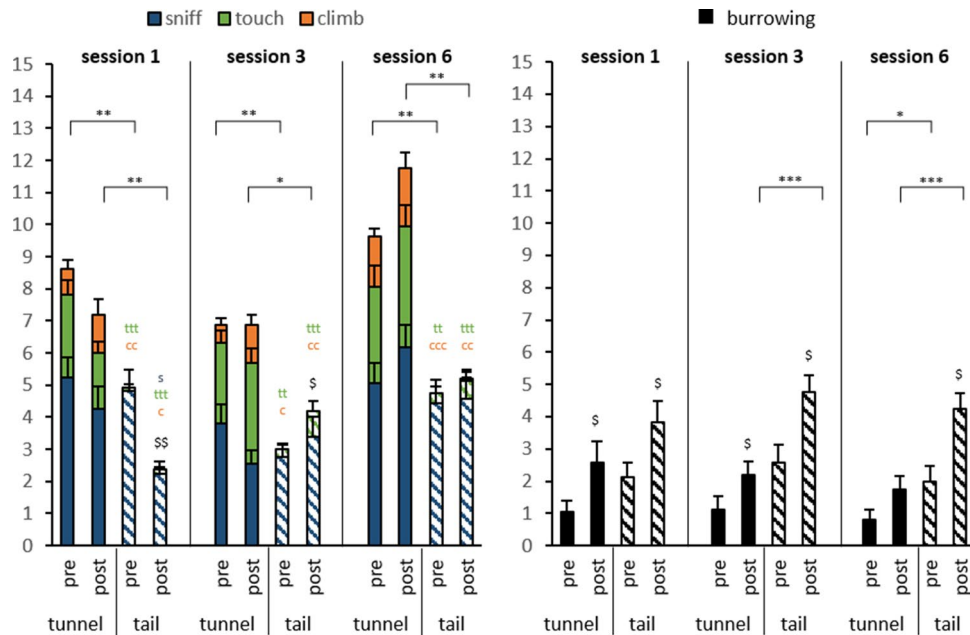 sniff touch climb
burrowing
session 1 session 3 session 6
session 1 session 3 session 6
15
14
13
12
11
10
9
8
7
6
5
4
3
2
1
0
** ** ** **
** *
ttt
cc
s
ttt
c
$$
tt
c
ttt
cc
$
tt
ccc
ttt
cc
pre post pre post pre post pre post pre post pre post
tunnel tail tunnel tail tunnel tail
15
14
13
12
11
10
9
8
7
6
5
4
3
2
1
0
*
*** ***
$ $ $ $ $
pre post pre post pre post pre post pre post pre post
tunnel tail tunnel tail tunnel tail